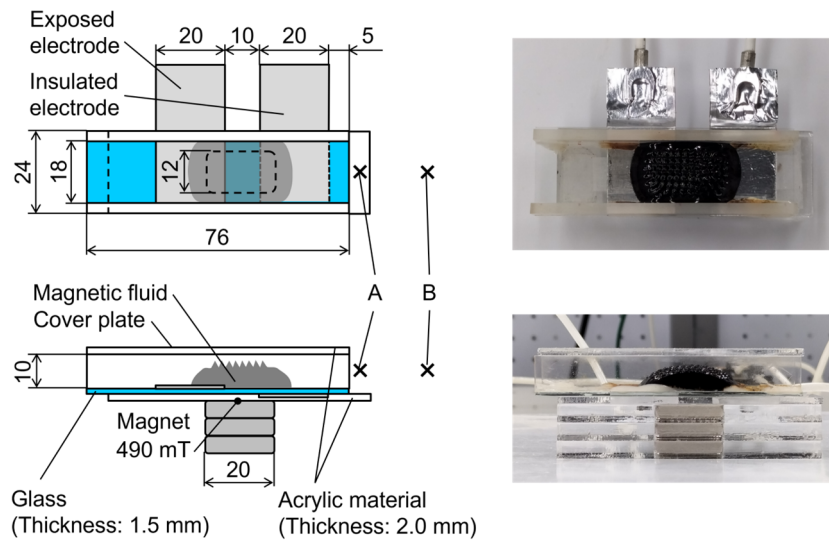 Exposed
electrode
20 10 20 5
Insulated
electrode
24
18
12
76
A B
Magnetic fluid
Cover plate
10
Magnet
490 mT
20
Glass
(Thickness: 1.5 mm)
Acrylic material
(Thickness: 2.0 mm)